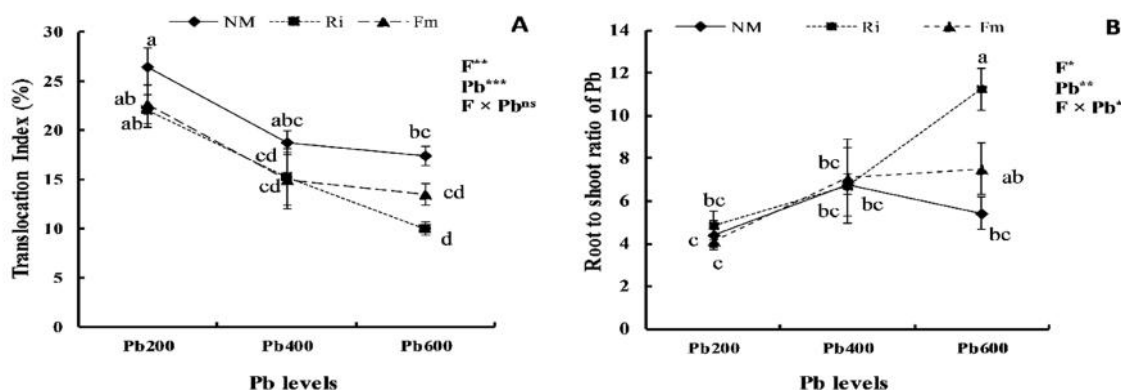 NM Ri Fm
A
F**
Pb***
F × Pbns
Translocation Index (%)
30
25
20
15
10
5
0
a
ab
ab
abc
cd
cd
bc
cd
d
Pb200 Pb400 Pb600
Pb levels
NM Ri Fm
B
F*
Pb**
F × Pb*
Root to shoot ratio of Pb
14
12
10
8
6
4
2
0
bc
c
c
bc
bc bc
a
ab
bc
Pb200 Pb400 Pb600
Pb levels